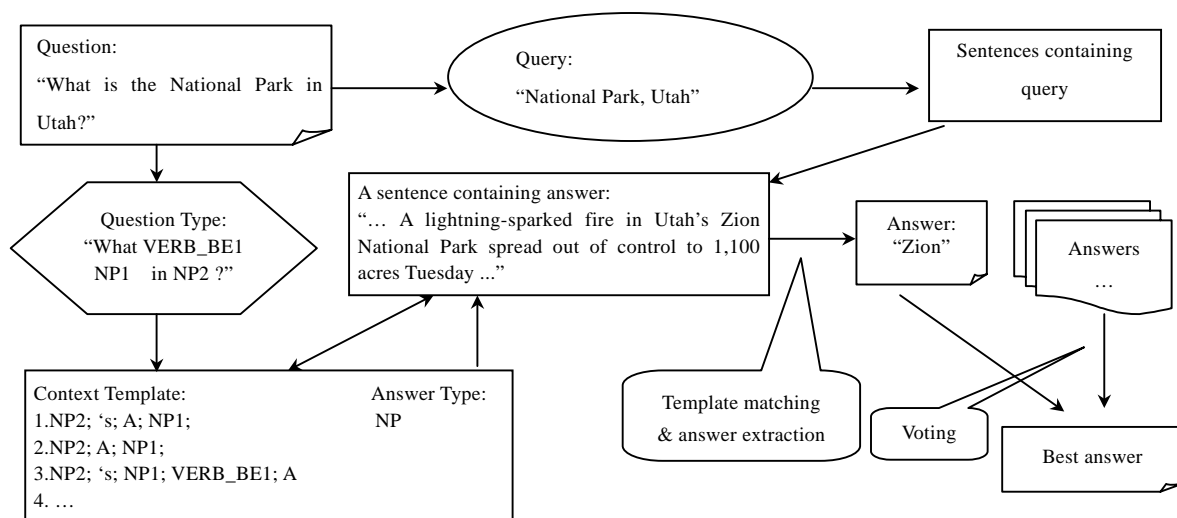 Question:
“What is the National Park in
Utah?”
Query:
“National Park, Utah”
Sentences containing
query
Question Type:
“What VERB_BE1
NP1 in NP2 ?”
A sentence containing answer:
“… A lightning-sparked fire in Utah’s Zion
National Park spread out of control to 1,100
acres Tuesday ...”
Answer:
“Zion”
Answers
…
Context Template:
1.NP2; ‘s; A; NP1;
2.NP2; A; NP1;
3.NP2; ‘s; NP1; VERB_BE1; A
4. …
Answer Type:
NP
Template matching
& answer extraction
Voting
Best answer